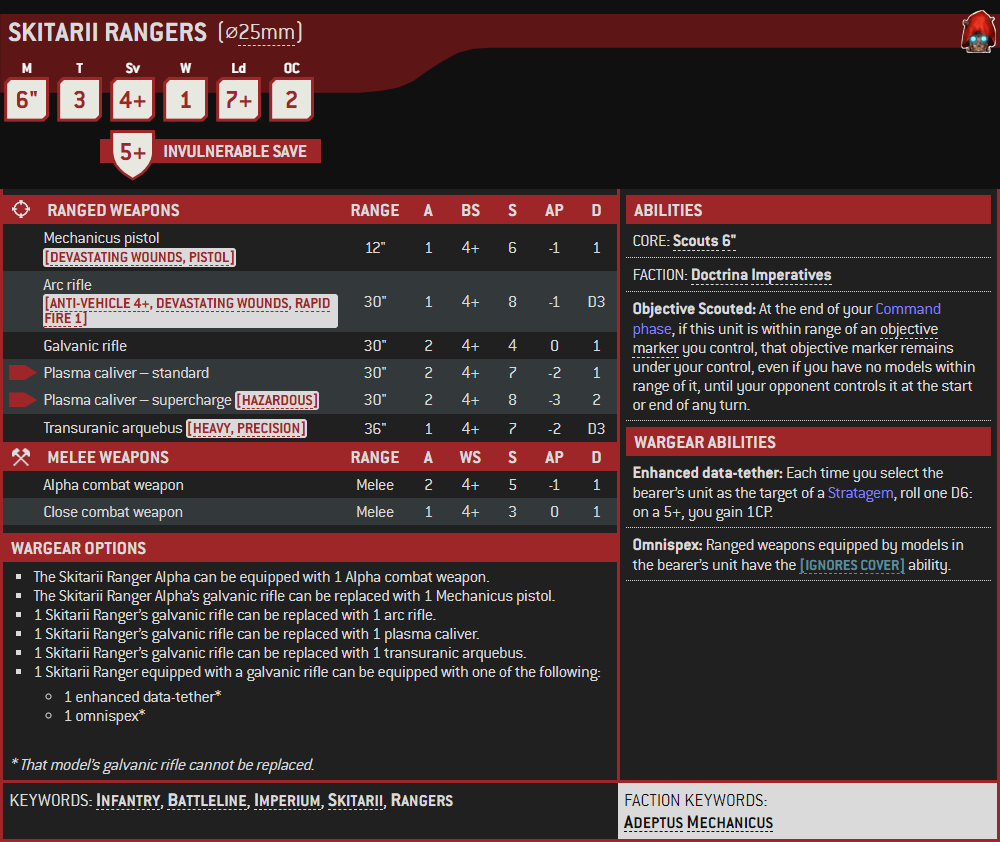 SKITARII RANGERS (⌀25mm)
M T Sv W Ld OC
6" 3 4+ 1 7+ 2
5+ INVULNERABLE SAVE
RANGED WEAPONS RANGE A BS S AP D
Mechanicus pistol
[DEVASTATING WOUNDS, PISTOL] 12" 1 4+ 6 -1 1
Arc rifle
[ANTI-VEHICLE 4+, DEVASTATING WOUNDS, RAPID
FIRE 1] 30" 1 4+ 8 -1 D3
Galvanic rifle 30" 2 4+ 4 0 1
Plasma caliver – standard 30" 2 4+ 7 -2 1
Plasma caliver – supercharge [HAZARDOUS] 30" 2 4+ 8 -3 2
Transuranic arquebus [HEAVY, PRECISION] 36" 1 4+ 7 -2 D3
MELEE WEAPONS RANGE A WS S AP D
Alpha combat weapon Melee 2 4+ 5 -1 1
Close combat weapon Melee 1 4+ 3 0 1
WARGEAR OPTIONS
▪ The Skitarii Ranger Alpha can be equipped with 1 Alpha combat weapon.
▪ The Skitarii Ranger Alpha's galvanic rifle can be replaced with 1 Mechanicus pistol.
▪ 1 Skitarii Ranger's galvanic rifle can be replaced with 1 arc rifle.
▪ 1 Skitarii Ranger's galvanic rifle can be replaced with 1 plasma caliver.
▪ 1 Skitarii Ranger's galvanic rifle can be replaced with 1 transuranic arquebus.
▪ 1 Skitarii Ranger equipped with a galvanic rifle can be equipped with one of the following:
○ 1 enhanced data-tether*
○ 1 omnispex*
* That model's galvanic rifle cannot be replaced.
ABILITIES
CORE: Scouts 6"
FACTION: Doctrina Imperatives
Objective Scouted: At the end of your Command
phase, if this unit is within range of an objective
marker you control, that objective marker remains
under your control, even if you have no models within
range of it, until your opponent controls it at the start
or end of any turn.
WARGEAR ABILITIES
Enhanced data-tether: Each time you select the
bearer's unit as the target of a Stratagem, roll one D6:
on a 5+, you gain 1CP.
Omnispex: Ranged weapons equipped by models in
the bearer's unit have the [IGNORES COVER] ability.
KEYWORDS: INFANTRY, BATTLELINE, IMPERIUM, SKITARII, RANGERS
FACTION KEYWORDS:
ADEPTUS MECHANICUS